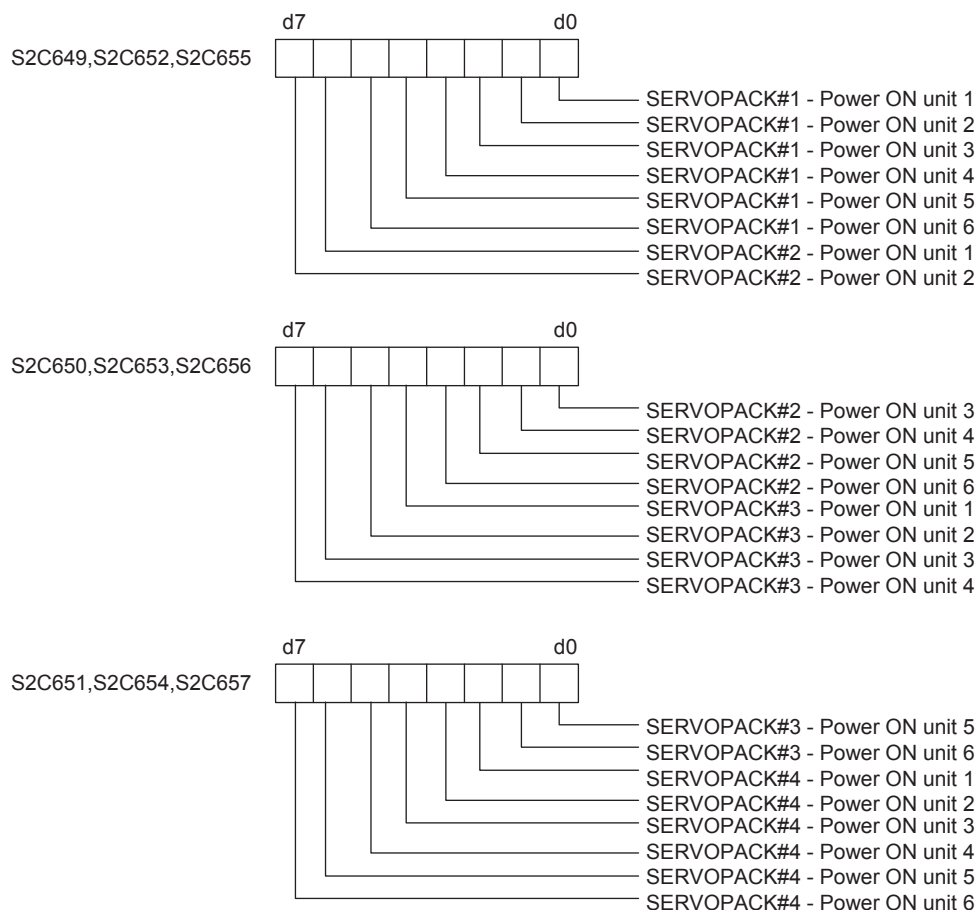 d7 d0
S2C649,S2C652,S2C655
SERVOPACK#1 - Power ON unit 1
SERVOPACK#1 - Power ON unit 2
SERVOPACK#1 - Power ON unit 3
SERVOPACK#1 - Power ON unit 4
SERVOPACK#1 - Power ON unit 5
SERVOPACK#1 - Power ON unit 6
SERVOPACK#2 - Power ON unit 1
SERVOPACK#2 - Power ON unit 2
d7 d0
S2C650,S2C653,S2C656
SERVOPACK#2 - Power ON unit 3
SERVOPACK#2 - Power ON unit 4
SERVOPACK#2 - Power ON unit 5
SERVOPACK#2 - Power ON unit 6
SERVOPACK#3 - Power ON unit 1
SERVOPACK#3 - Power ON unit 2
SERVOPACK#3 - Power ON unit 3
SERVOPACK#3 - Power ON unit 4
d7 d0
S2C651,S2C654,S2C657
SERVOPACK#3 - Power ON unit 5
SERVOPACK#3 - Power ON unit 6
SERVOPACK#4 - Power ON unit 1
SERVOPACK#4 - Power ON unit 2
SERVOPACK#4 - Power ON unit 3
SERVOPACK#4 - Power ON unit 4
SERVOPACK#4 - Power ON unit 5
SERVOPACK#4 - Power ON unit 6